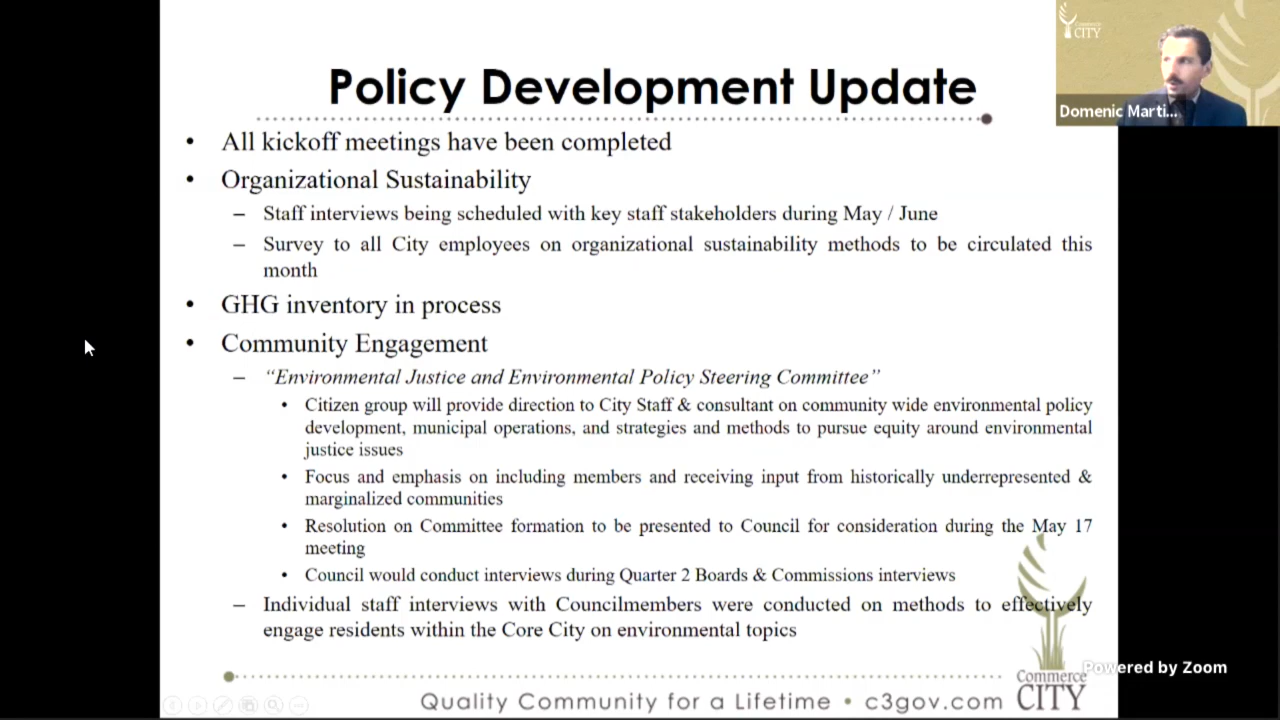 Commerce
CITY
Policy Development Update
Domenic Marti...
• All kickoff meetings have been completed
• Organizational Sustainability
– Staff interviews being scheduled with key staff stakeholders during May / June
– Survey to all City employees on organizational sustainability methods to be circulated this
month
• GHG inventory in process
• Community Engagement
– “Environmental Justice and Environmental Policy Steering Committee”
• Citizen group will provide direction to City Staff & consultant on community wide environmental policy
development, municipal operations, and strategies and methods to pursue equity around environmental
justice issues
• Focus and emphasis on including members and receiving input from historically underrepresented &
marginalized communities
• Resolution on Committee formation to be presented to Council for consideration during the May 17
meeting
• Council would conduct interviews during Quarter 2 Boards & Commissions interviews
– Individual staff interviews with Councilmembers were conducted on methods to effectively
engage residents within the Core City on environmental topics
Powered by Zoom
Commerce
CITY
Quality Community for a Lifetime • c3gov.com